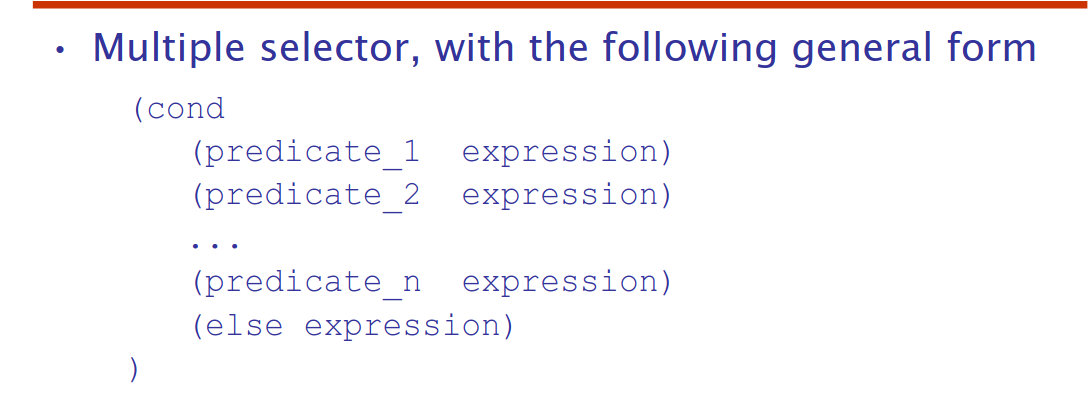 • Multiple selector, with the following general form
(cond
(predicate_1 expression)
(predicate_2 expression)
...
(predicate_n expression)
(else expression)
)